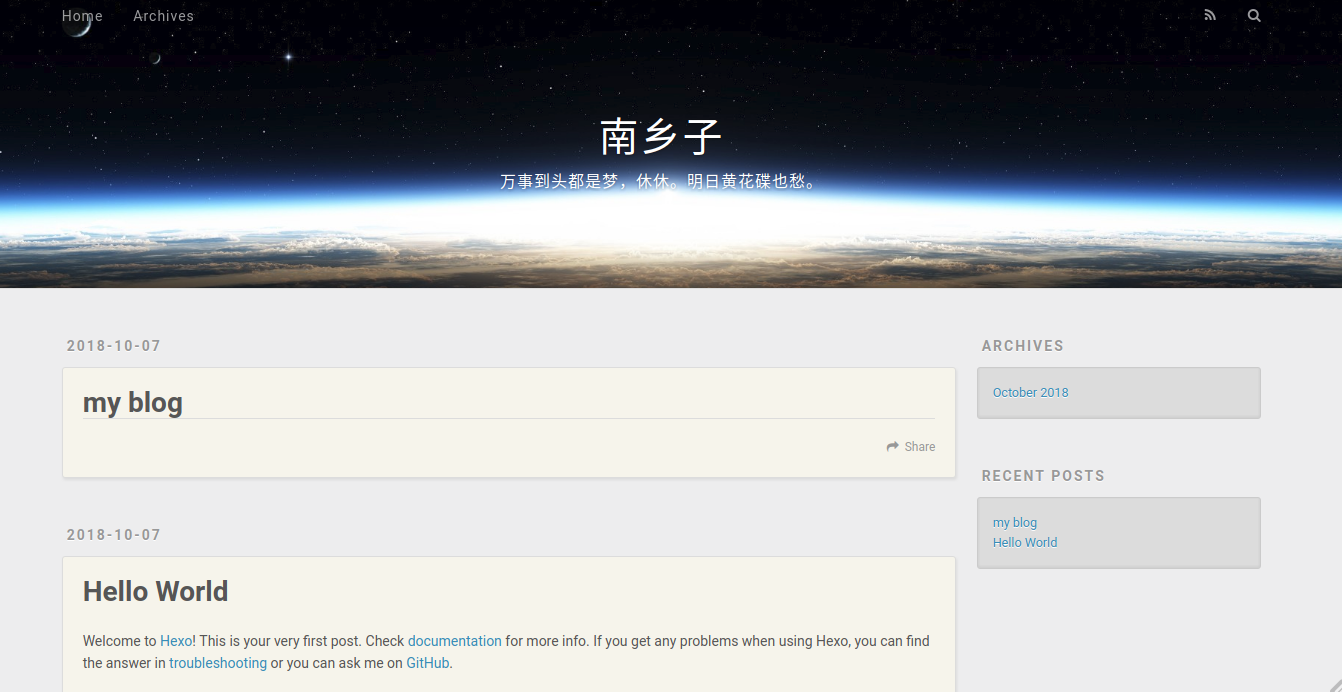 Home Archives
南乡子
万事到头都是梦，休休。明日黄花碟也愁。
2018-10-07
my blog
Share
2018-10-07
Hello World
Welcome to Hexo! This is your very first post. Check documentation for more info. If you get any problems when using Hexo, you can find
the answer in troubleshooting or you can ask me on GitHub.
ARCHIVES
October 2018
RECENT POSTS
my blog
Hello World